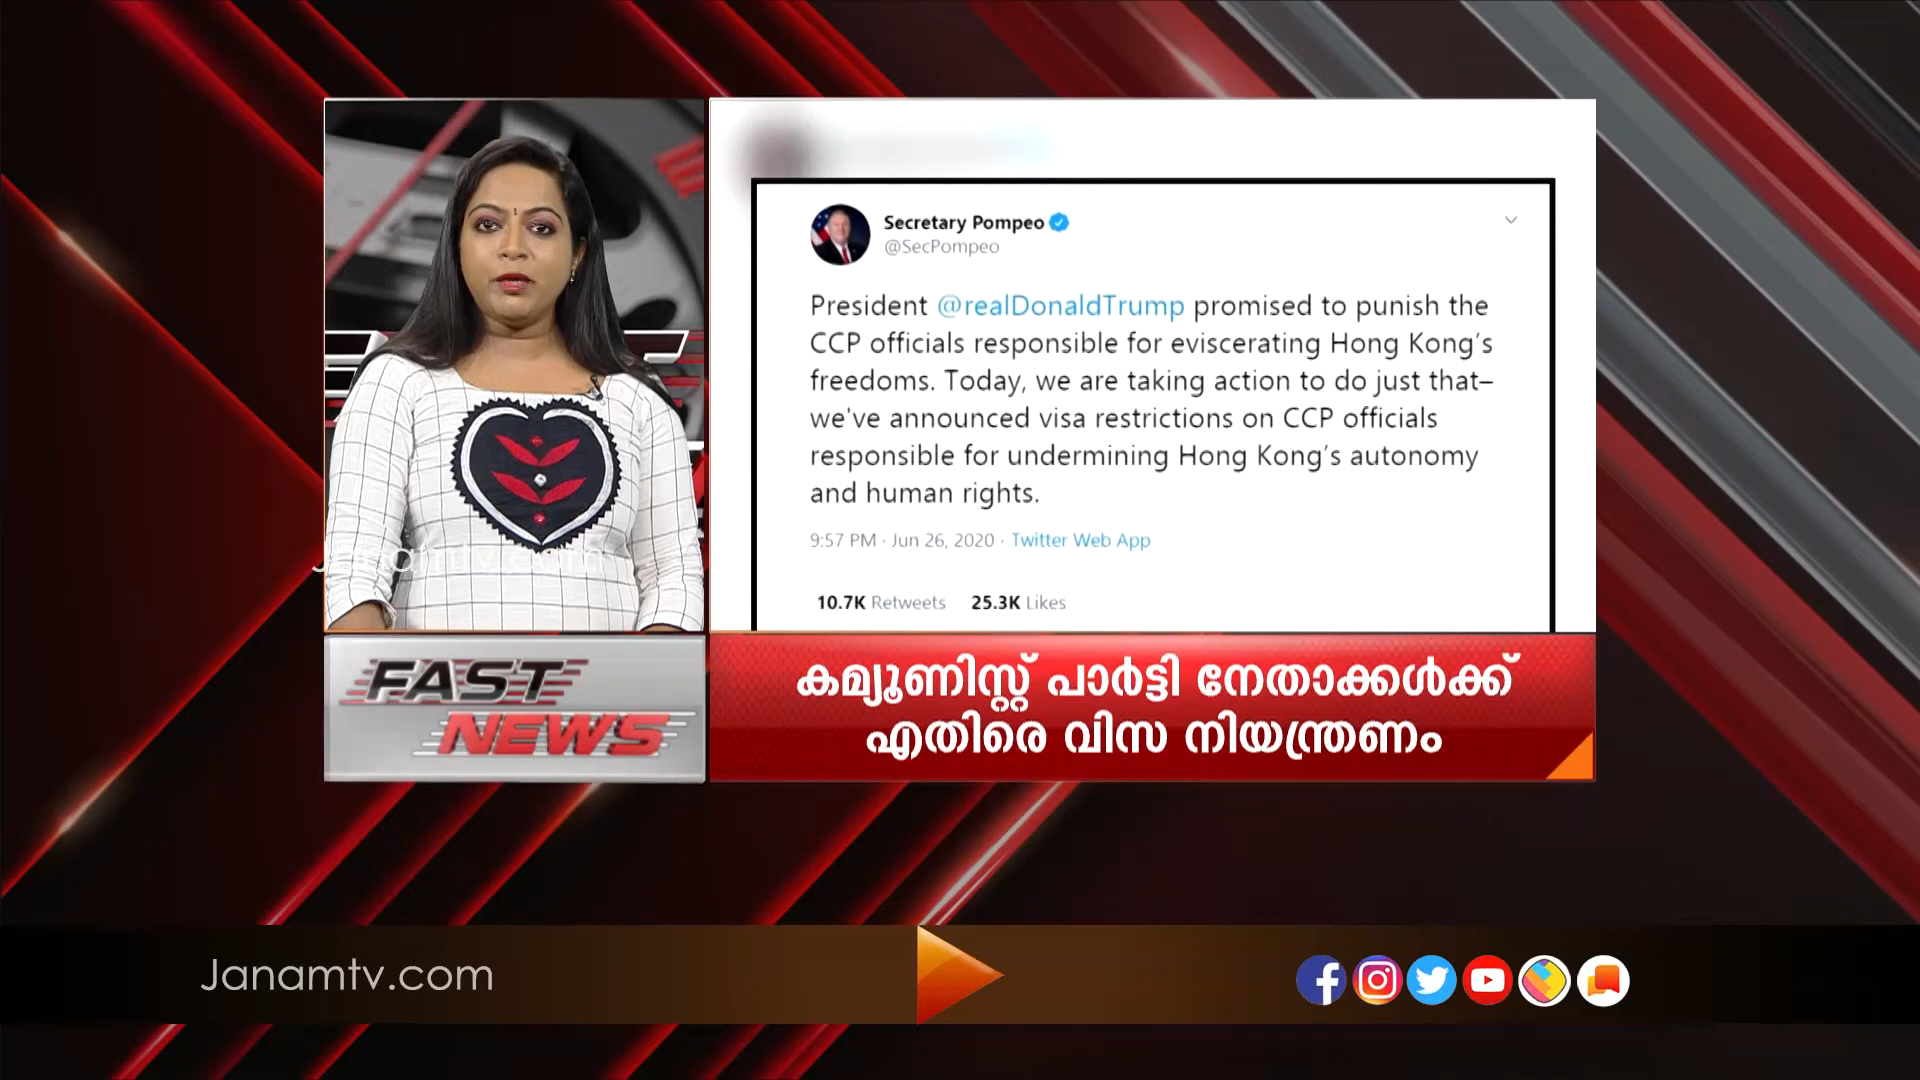 Secretary Pompeo
@SecPompeo
President @realDonaldTrump promised to punish the
CCP officials responsible for eviscerating Hong Kong’s
freedoms. Today, we are taking action to do just that–
we've announced visa restrictions on CCP officials
responsible for undermining Hong Kong’s autonomy
and human rights.
9:57 PM · Jun 26, 2020 · Twitter Web App
10.7K Retweets 25.3K Likes
Janamtv.com
FAST
NEWS
കമ്യൂണിസ്റ്റ് പാർട്ടി നേതാക്കൾക്ക്
എതിരെ വിസ നിയന്ത്രണം
Janamtv.com